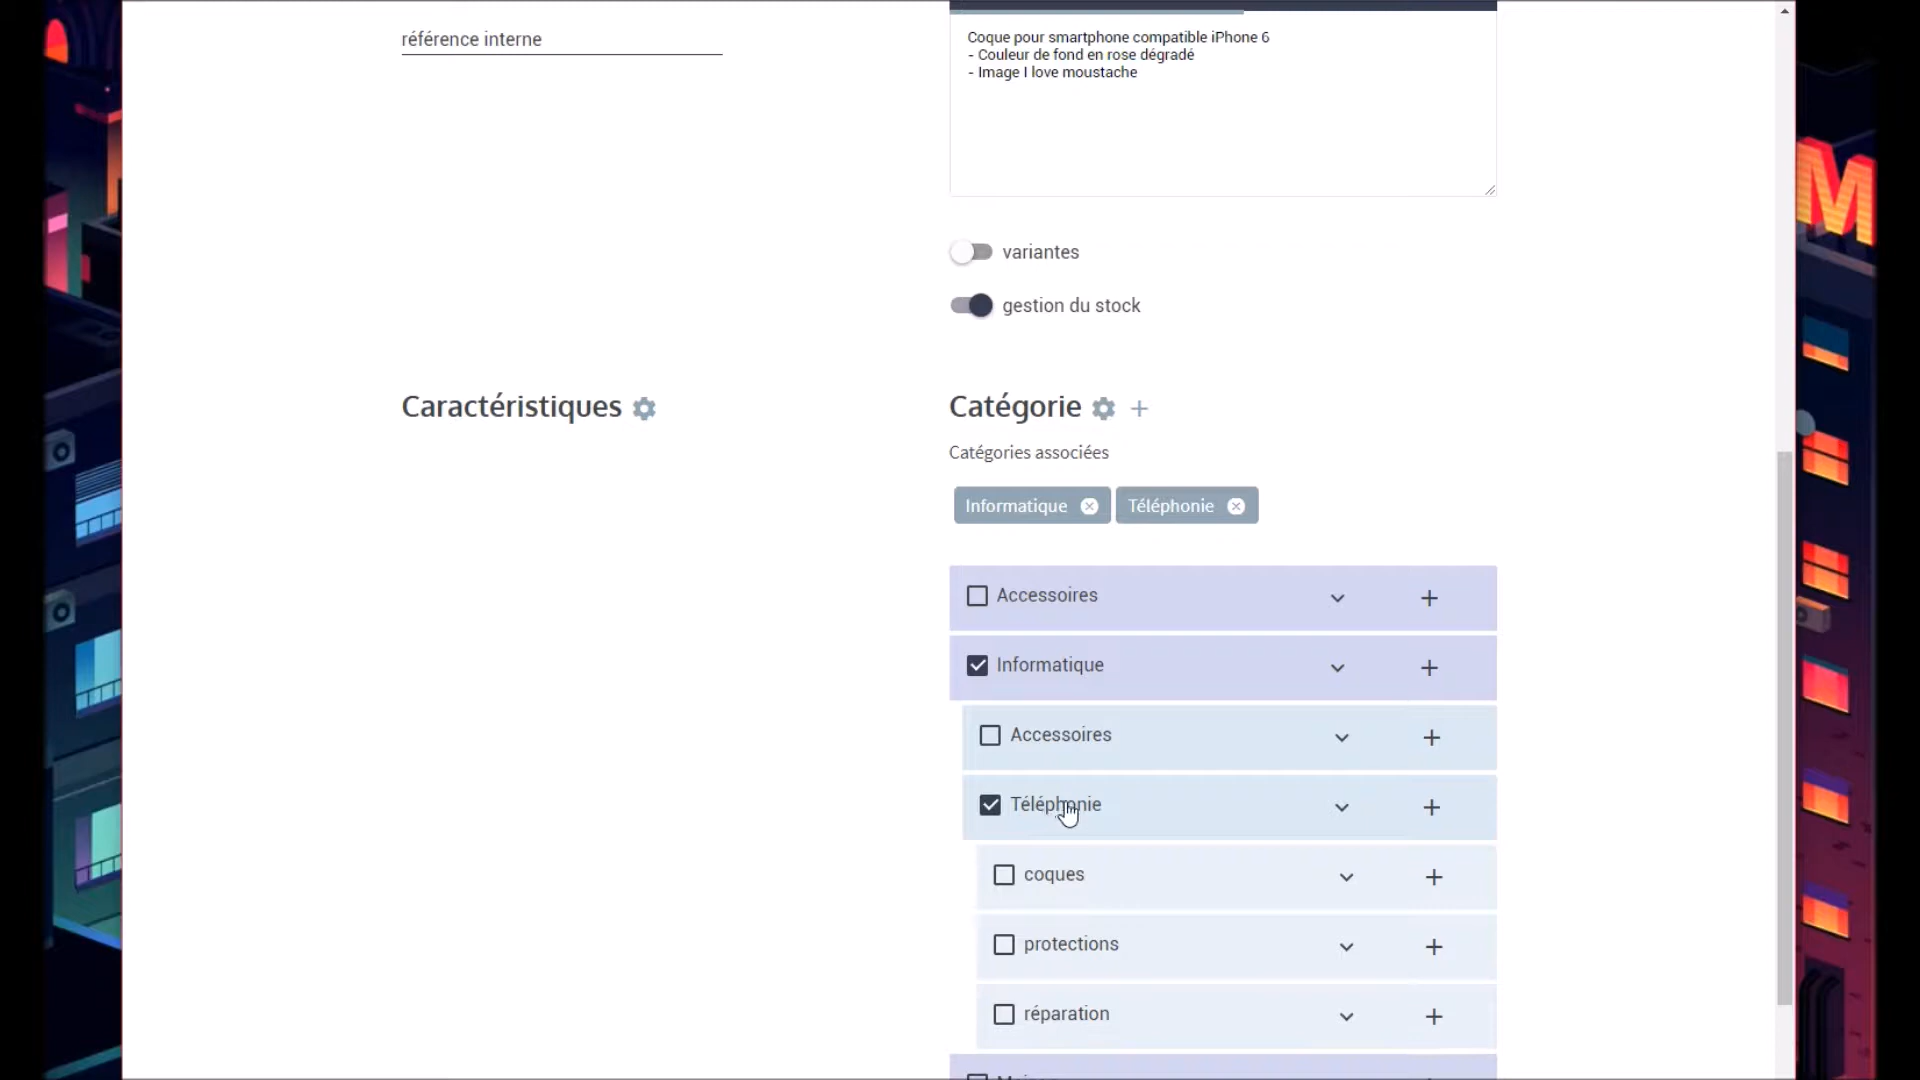 référence interne
Coque pour smartphone compatible iPhone 6
- Couleur de fond en rose dégradé
- Image I love moustache
variantes
gestion du stock
Caractéristiques
Catégorie
Catégories associées
Informatique
Téléphonie
Accessoires
Informatique
Accessoires
Téléphonie
coques
protections
réparation
M